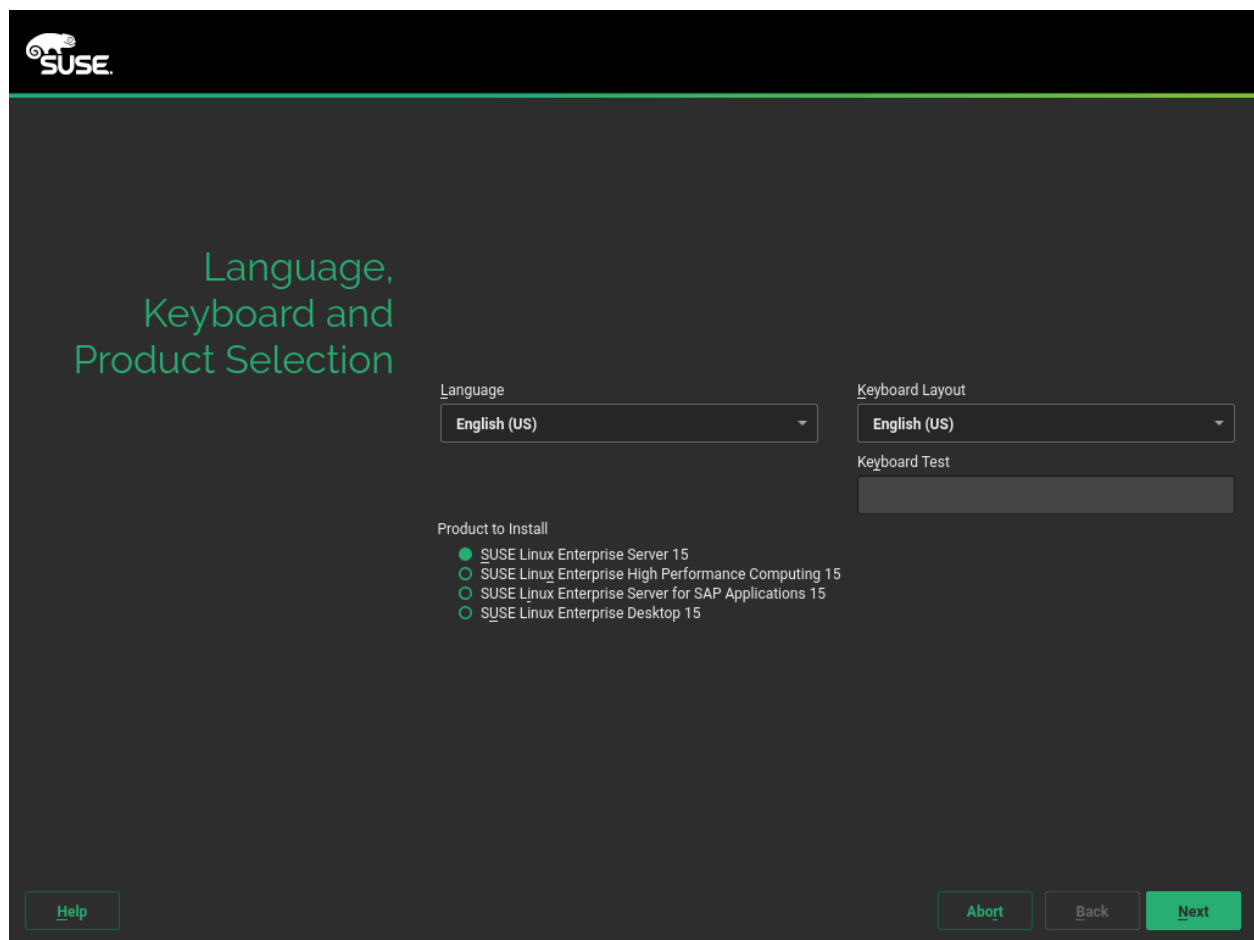 SUSE.
Language,
Keyboard and
Product Selection
Language
Keyboard Layout
English (US)
English (US)
Keyboard Test
Product to Install
SUSE Linux Enterprise Server 15
SUSE Linux Enterprise High Performance Computing 15
SUSE Linux Enterprise Server for SAP Applications 15
SUSE Linux Enterprise Desktop 15
Help
Abort
Back
Next